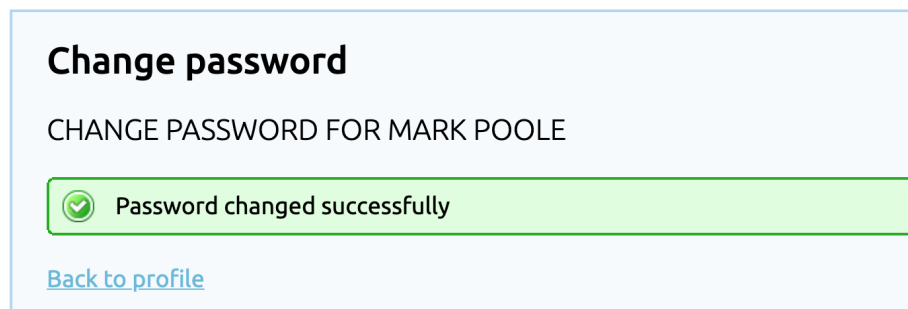 Change password
CHANGE PASSWORD FOR MARK POOLE
Password changed successfully
Back to profile